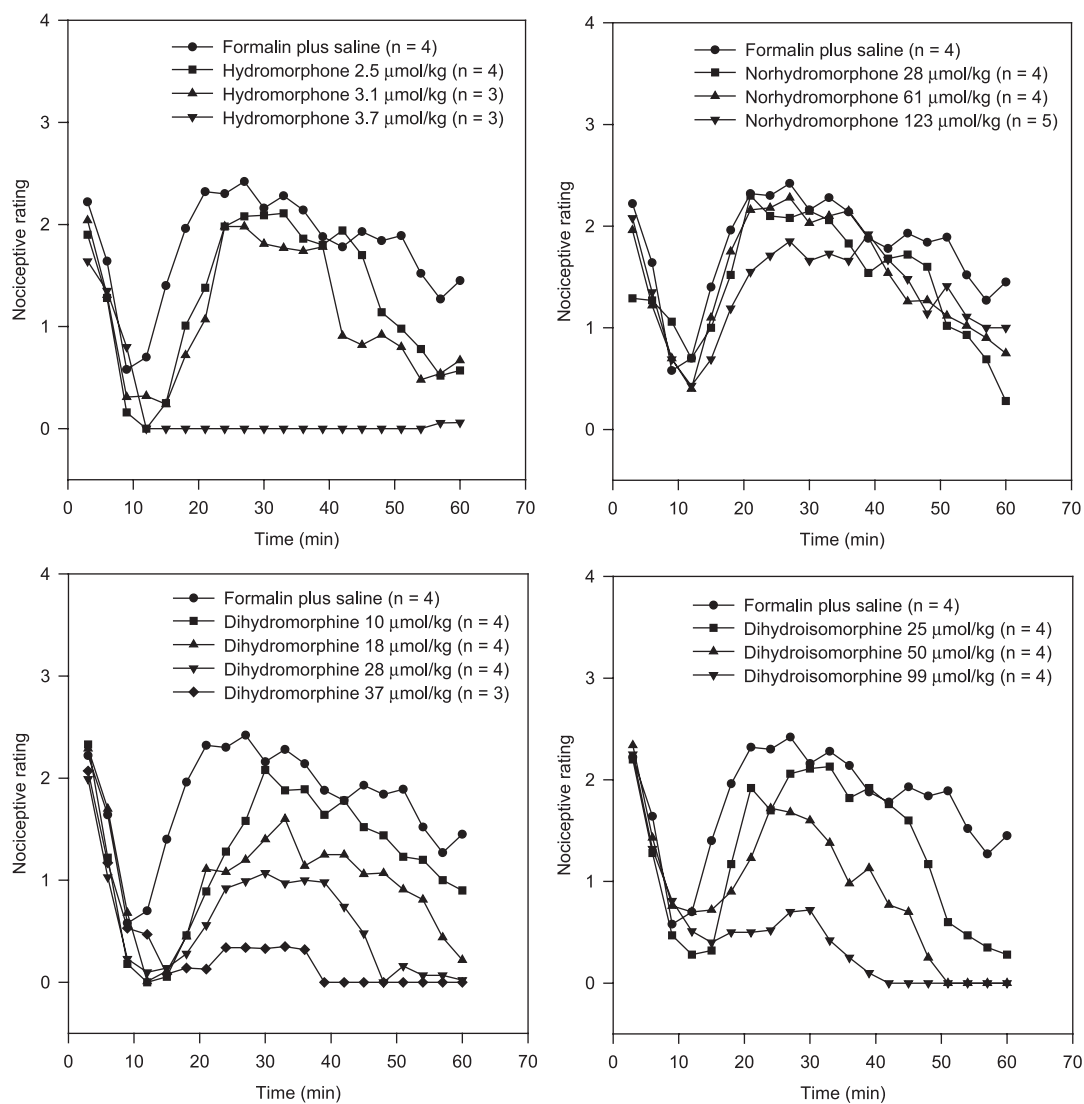 4
3
2
1
0
Nociceptive rating
Formalin plus saline (n = 4)
Hydromorphone 2.5 μmol/kg (n = 4)
Hydromorphone 3.1 μmol/kg (n = 3)
Hydromorphone 3.7 μmol/kg (n = 3)
0 10 20 30 40 50 60 70
Time (min)
4
3
2
1
0
Nociceptive rating
Formalin plus saline (n = 4)
Norhydromorphone 28 μmol/kg (n = 4)
Norhydromorphone 61 μmol/kg (n = 4)
Norhydromorphone 123 μmol/kg (n = 5)
0 10 20 30 40 50 60 70
Time (min)
4
3
2
1
0
Nociceptive rating
Formalin plus saline (n = 4)
Dihydromorphine 10 μmol/kg (n = 4)
Dihydromorphine 18 μmol/kg (n = 4)
Dihydromorphine 28 μmol/kg (n = 4)
Dihydromorphine 37 μmol/kg (n = 3)
0 10 20 30 40 50 60 70
Time (min)
4
3
2
1
0
Nociceptive rating
Formalin plus saline (n = 4)
Dihydroisomorphine 25 μmol/kg (n = 4)
Dihydroisomorphine 50 μmol/kg (n = 4)
Dihydroisomorphine 99 μmol/kg (n = 4)
0 10 20 30 40 50 60 70
Time (min)